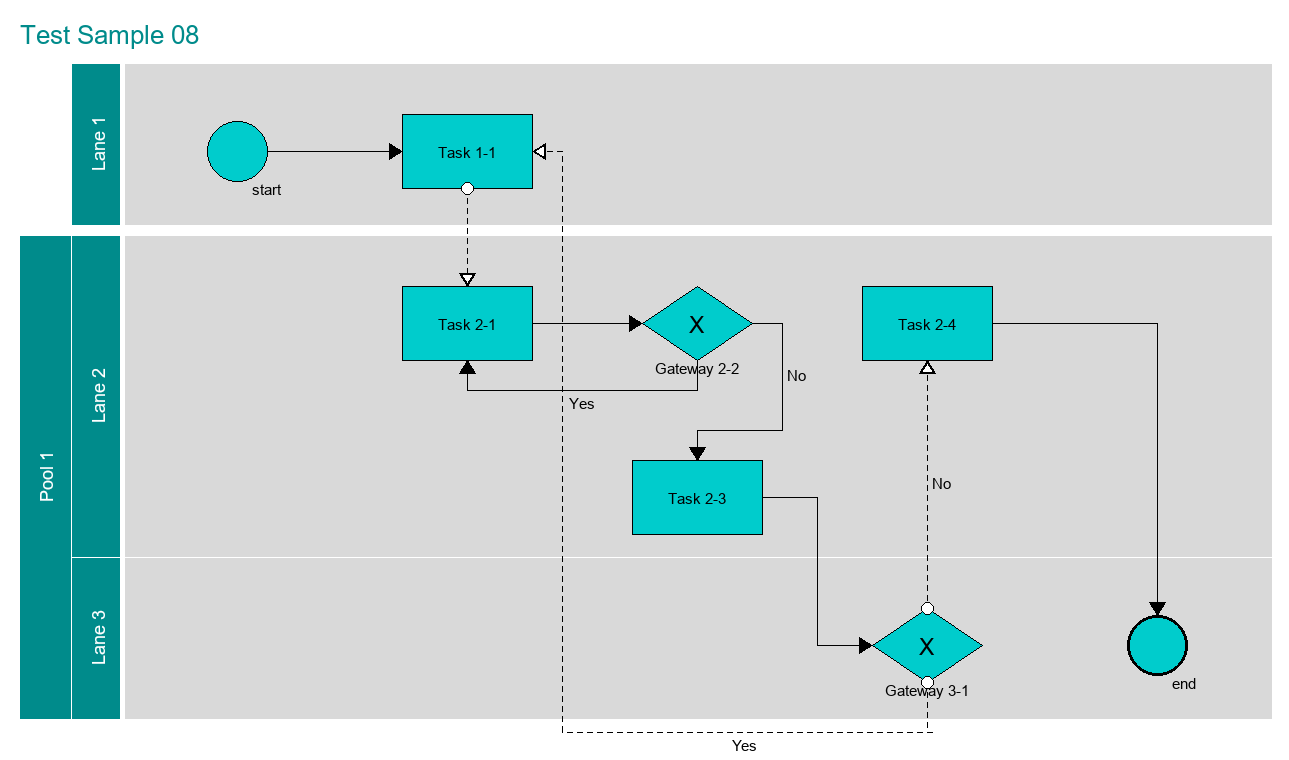 Test Sample 08
Lane 1
start
Task 1-1
Pool 1
Lane 2
Task 2-1
X
Gateway 2-2
Yes
No
Task 2-4
Task 2-3
No
Lane 3
X
Gateway 3-1
end
Yes